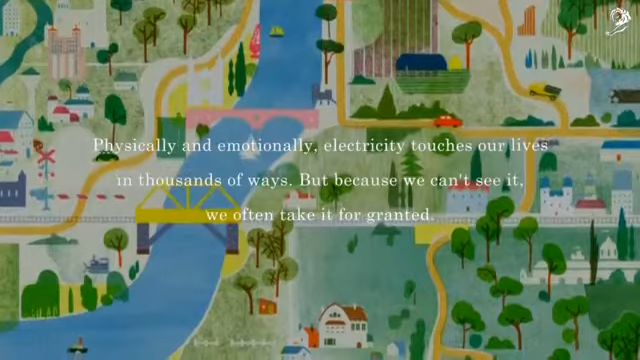 Physically and emotionally, electricity touches our lives
in thousands of ways. But because we can't see it,
we often take it for granted.